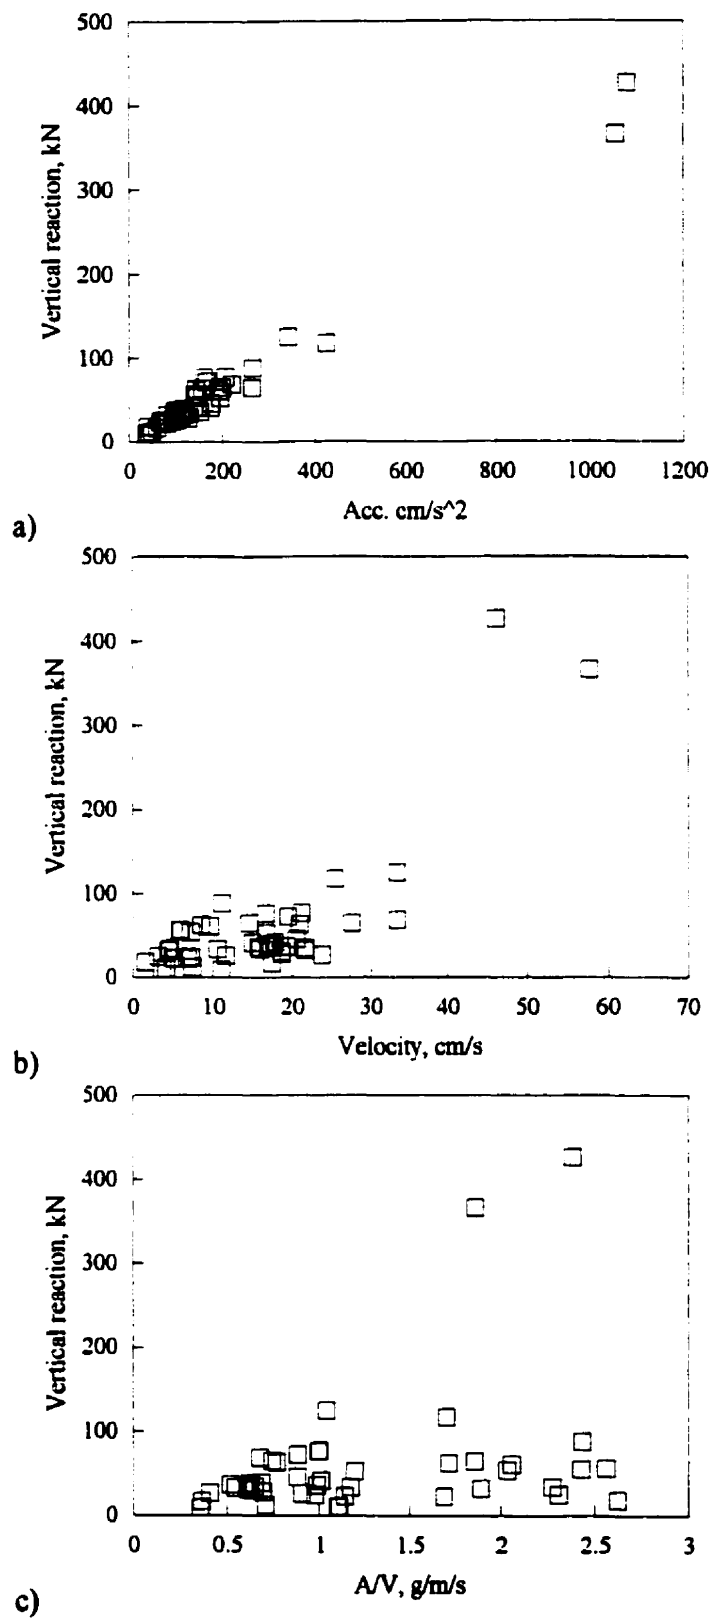 500
400
300
200
100
0
Vertical reaction, kN
0 200 400 600 800 1000 1200
Acc. cm/s^2
a)
500
400
300
200
100
0
Vertical reaction, kN
0 10 20 30 40 50 60 70
Velocity, cm/s
b)
500
400
300
200
100
0
Vertical reaction, kN
0 0.5 1 1.5 2 2.5 3
A/V, g/m/s
c)